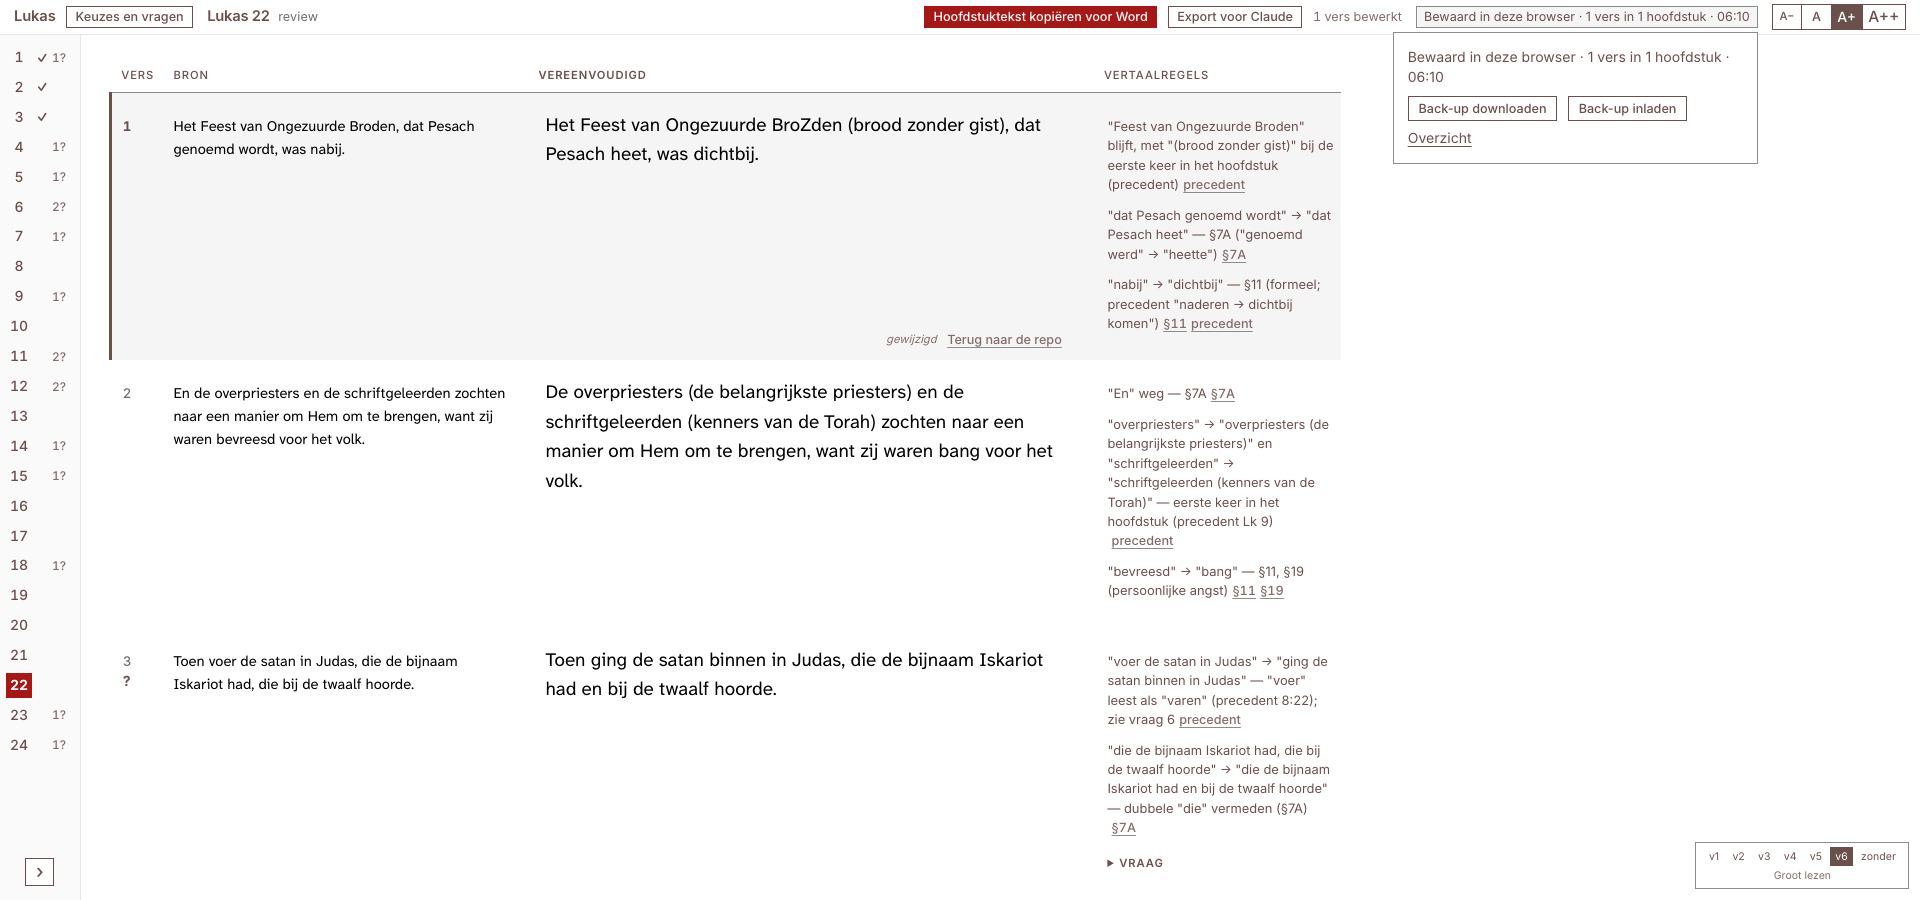 Lukas Keuzes en vragen Lukas 22 review Hoofdstuktekst kopiëren voor Word Export voor Claude 1 vers bewerkt Bewaard in deze browser · 1 vers in 1 hoofdstuk · 06:10 A− A A+ A++
Bewaard in deze browser · 1 vers in 1 hoofdstuk ·
06:10
Back-up downloaden Back-up inladen
Overzicht
1 ✓ 1?
2 ✓
3 ✓
4 1?
5 1?
6 2?
7 1?
8
9 1?
10
11 2?
12 2?
13
14 1?
15 1?
16
17
18 1?
19
20
21
22
23 1?
24 1?
›
VERS BRON VEREENVOUDIGD VERTAALREGELS
1
Het Feest van Ongezuurde Broden, dat Pesach
genoemd wordt, was nabij.
Het Feest van Ongezuurde BroZden (brood zonder gist), dat
Pesach heet, was dichtbij.
gewijzigd Terug naar de repo
"Feest van Ongezuurde Broden"
blijft, met "(brood zonder gist)" bij de
eerste keer in het hoofdstuk
(precedent) precedent
"dat Pesach genoemd wordt" → "dat
Pesach heet" — §7A ("genoemd
werd" → "heette") §7A
"nabij" → "dichtbij" — §11 (formeel;
precedent "naderen → dichtbij
komen") §11 precedent
2
En de overpriesters en de schriftgeleerden zochten
naar een manier om Hem om te brengen, want zij
waren bevreesd voor het volk.
De overpriesters (de belangrijkste priesters) en de
schriftgeleerden (kenners van de Torah) zochten naar een
manier om Hem om te brengen, want zij waren bang voor het
volk.
"En" weg — §7A §7A
"overpriesters" → "overpriesters (de
belangrijkste priesters)" en
"schriftgeleerden" →
"schriftgeleerden (kenners van de
Torah)" — eerste keer in het
hoofdstuk (precedent Lk 9)
precedent
"bevreesd" → "bang" — §11, §19
(persoonlijke angst) §11 §19
3
?
Toen voer de satan in Judas, die de bijnaam
Iskariot had, die bij de twaalf hoorde.
Toen ging de satan binnen in Judas, die de bijnaam Iskariot
had en bij de twaalf hoorde.
"voer de satan in Judas" → "ging de
satan binnen in Judas" — "voer"
leest als "varen" (precedent 8:22);
zie vraag 6 precedent
"die de bijnaam Iskariot had, die bij
de twaalf hoorde" → "die de bijnaam
Iskariot had en bij de twaalf hoorde"
— dubbele "die" vermeden (§7A)
§7A
▶ VRAAG
v1 v2 v3 v4 v5 v6 zonder
Groot lezen